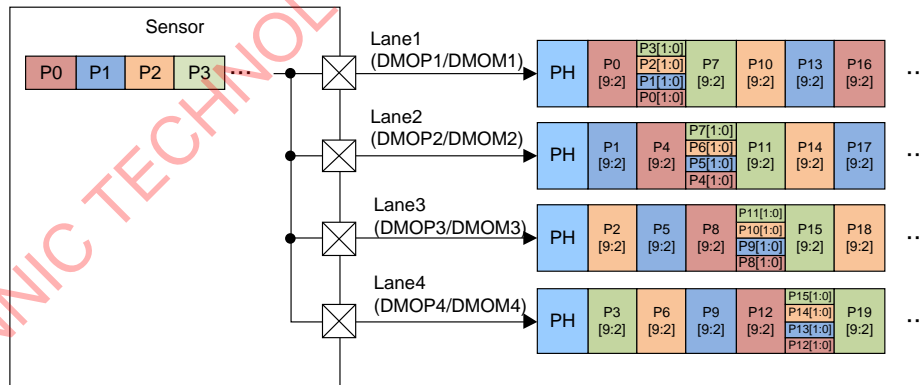 Sensor
P0 P1 P2 P3 ...
Lane1
(DMOP1/DMOM1)
PH
P0
[9:2]
P3[1:0]
P2[1:0]
P1[1:0]
P0[1:0]
P7
[9:2]
P10
[9:2]
P13
[9:2]
P16
[9:2]
...
Lane2
(DMOP2/DMOM2)
PH
P1
[9:2]
P4
[9:2]
P7[1:0]
P6[1:0]
P5[1:0]
P4[1:0]
P11
[9:2]
P14
[9:2]
P17
[9:2]
...
Lane3
(DMOP3/DMOM3)
PH
P2
[9:2]
P5
[9:2]
P8
[9:2]
P11[1:0]
P10[1:0]
P9[1:0]
P8[1:0]
P15
[9:2]
P18
[9:2]
...
Lane4
(DMOP4/DMOM4)
PH
P3
[9:2]
P6
[9:2]
P9
[9:2]
P12
[9:2]
P15[1:0]
P14[1:0]
P13[1:0]
P12[1:0]
P19
[9:2]
...
NNIC TECHNOL